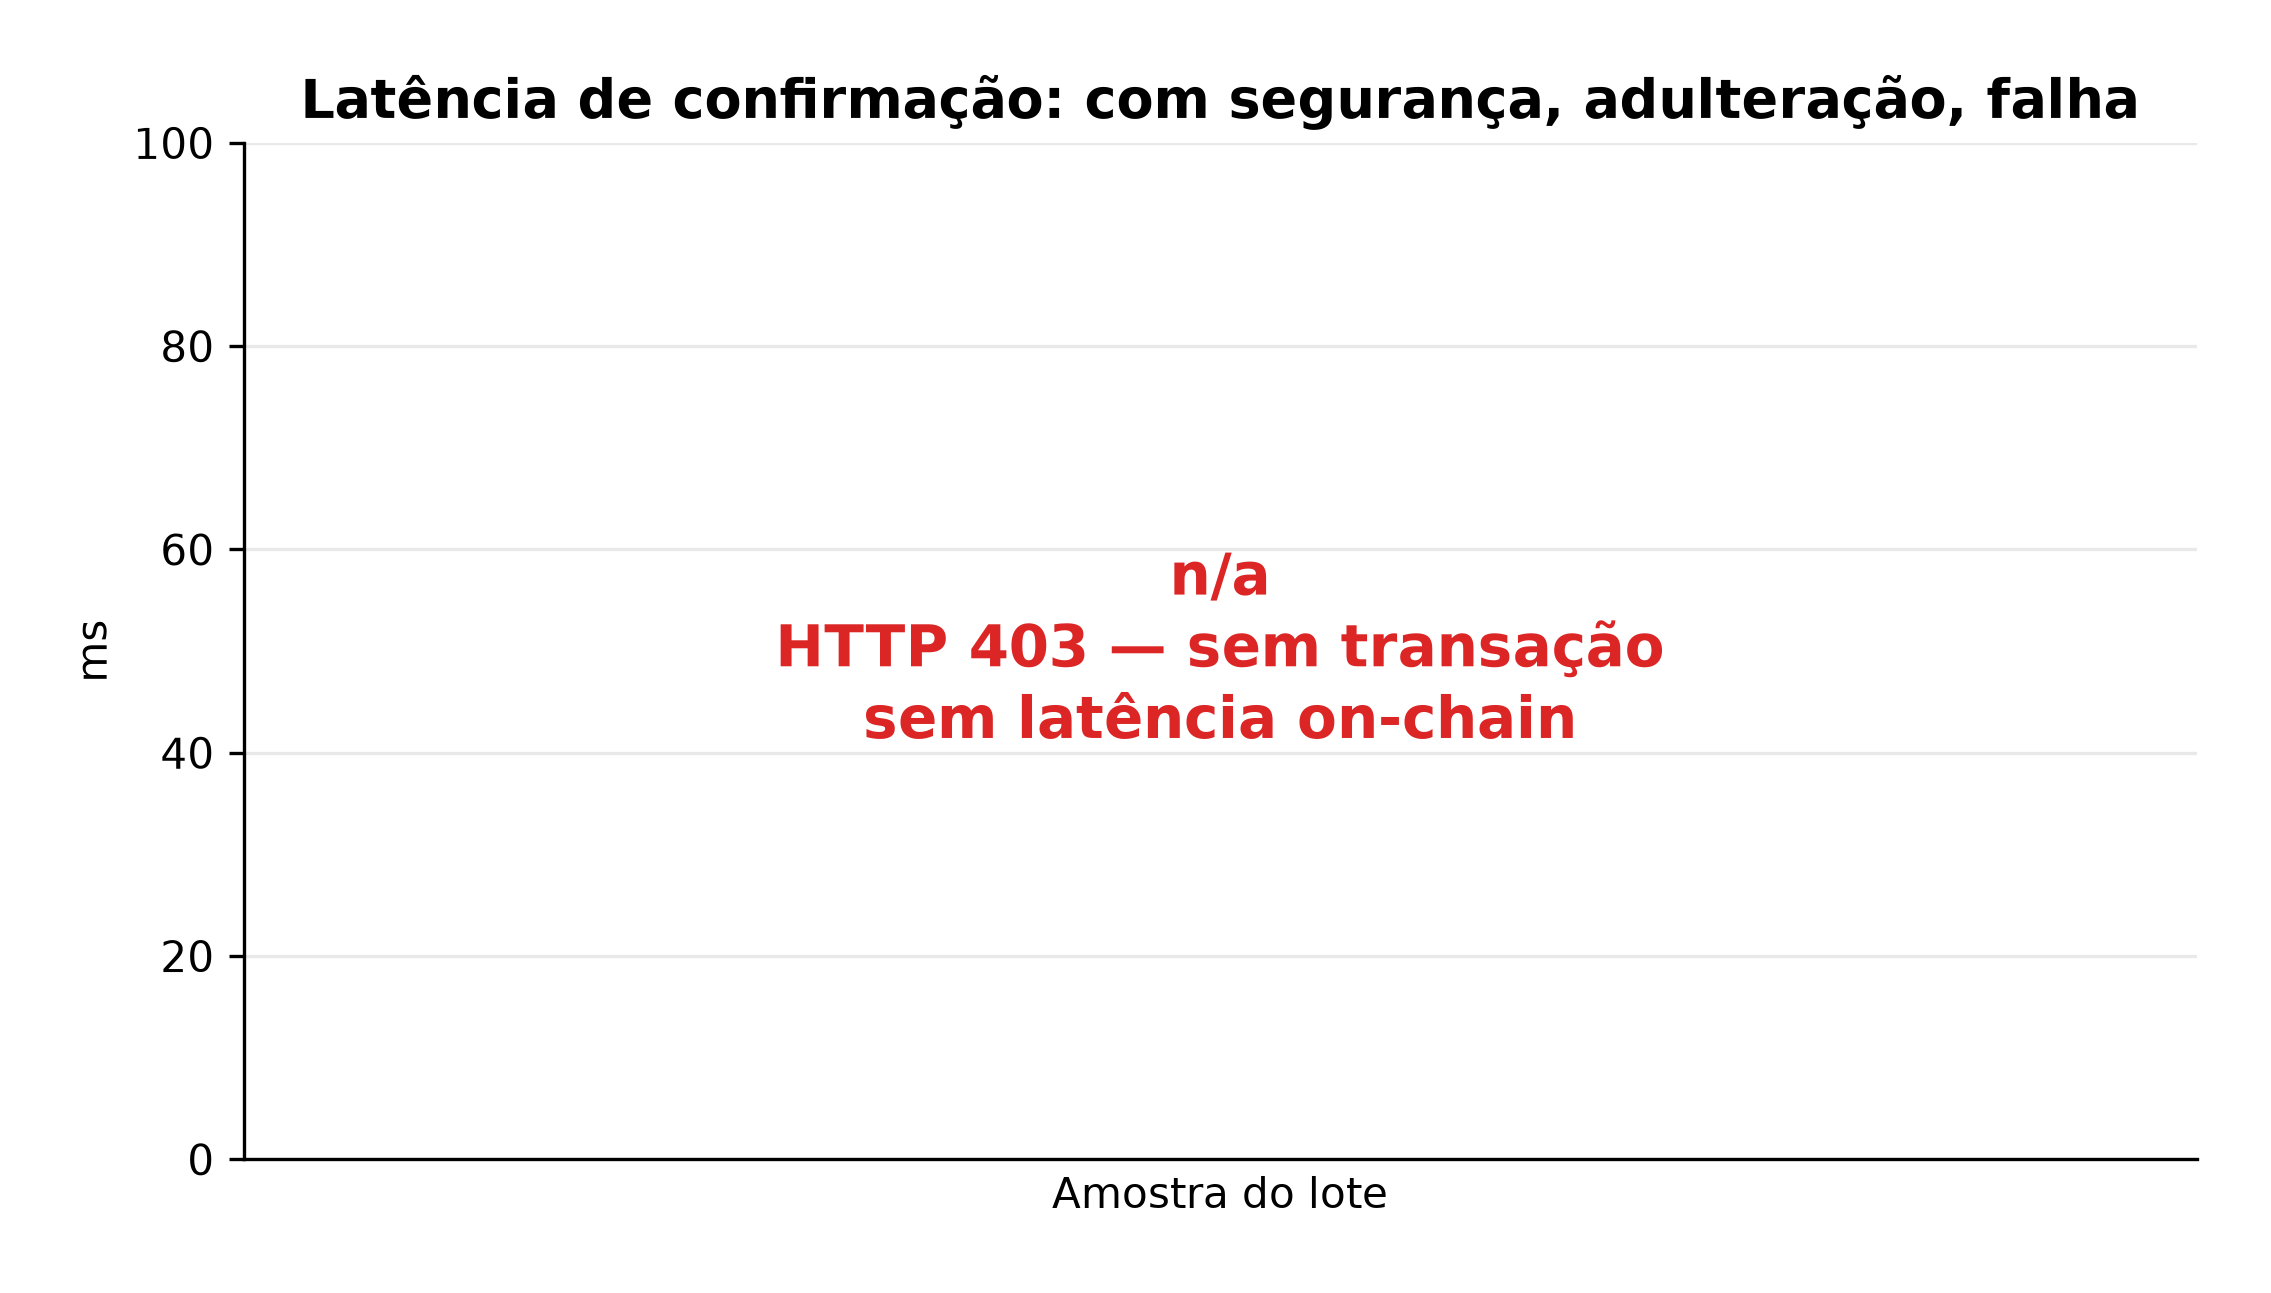 Latência de confirmação: com segurança, adulteração, falha
100
80
60
40
20
0
ms
n/a
HTTP 403 — sem transação
sem latência on-chain
Amostra do lote